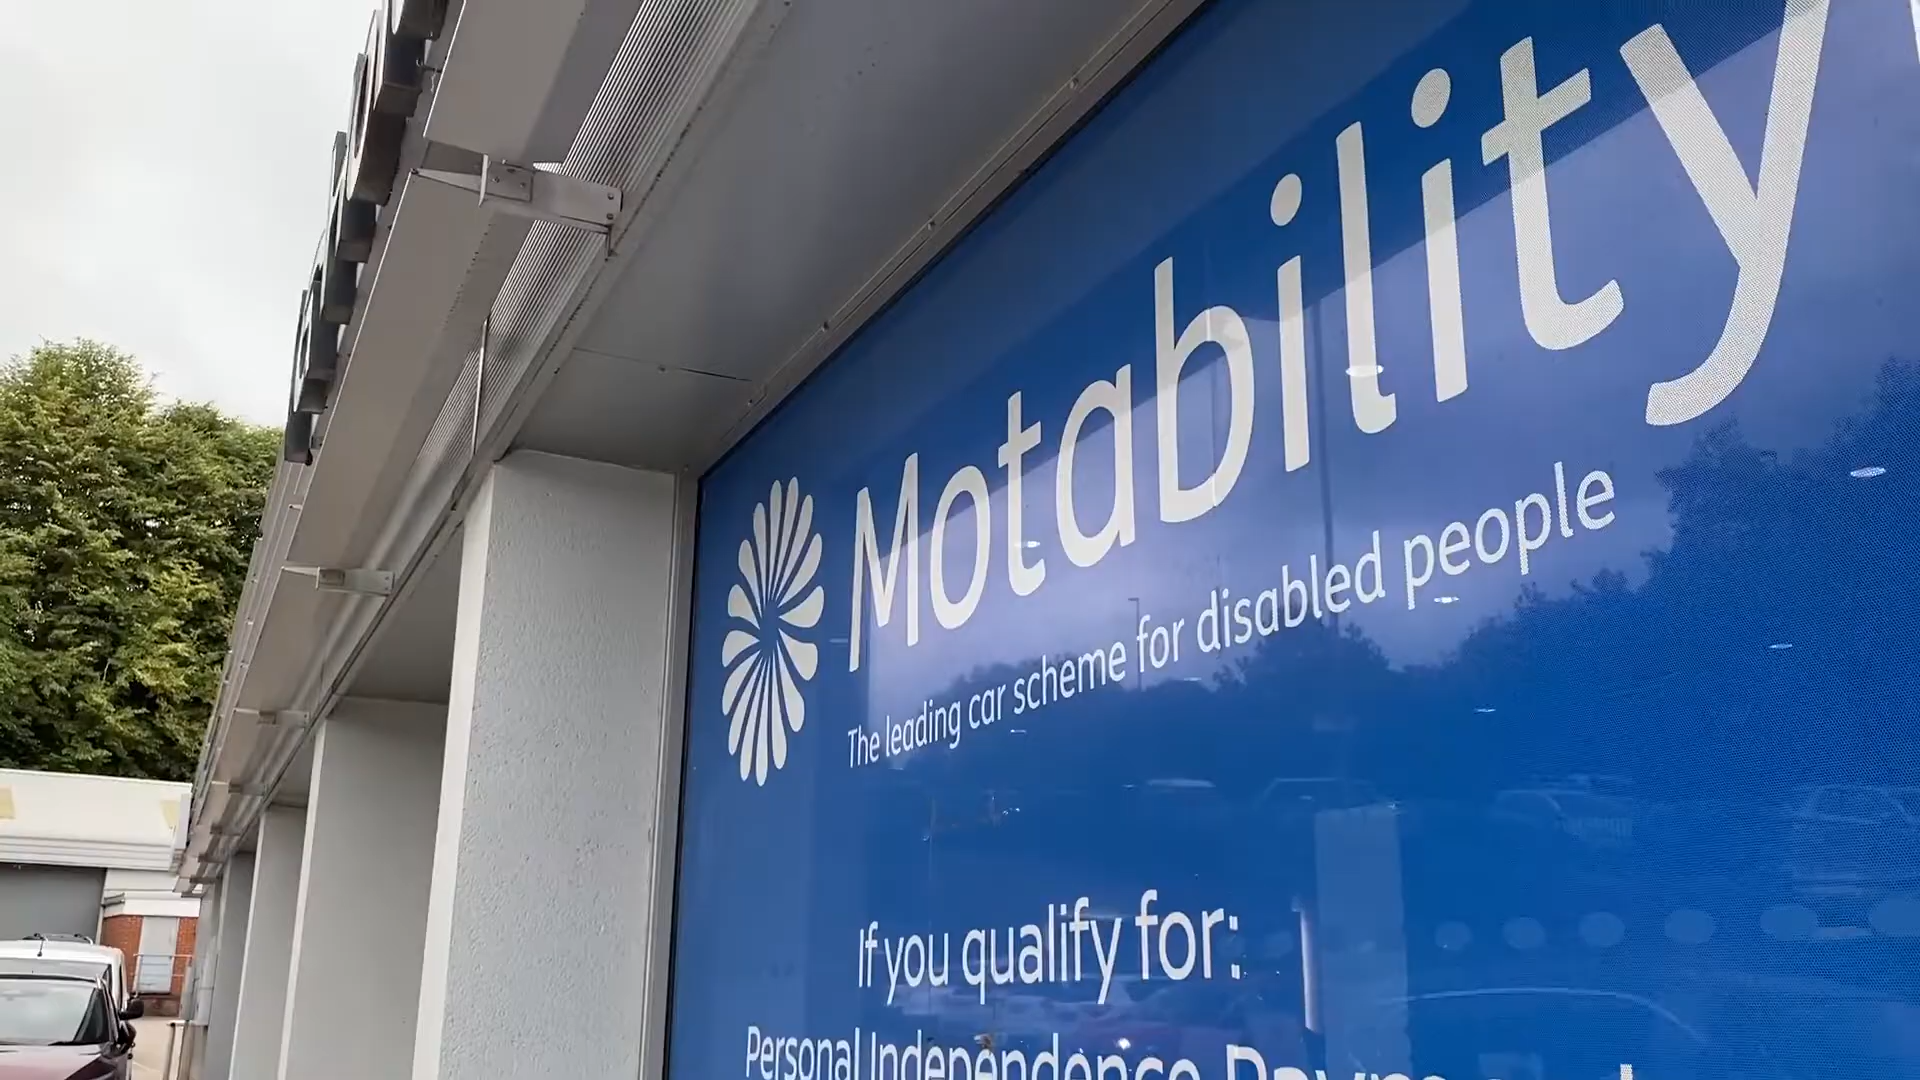 Motability
The leading car scheme for disabled people
If you qualify for:
Personal Independence Payment